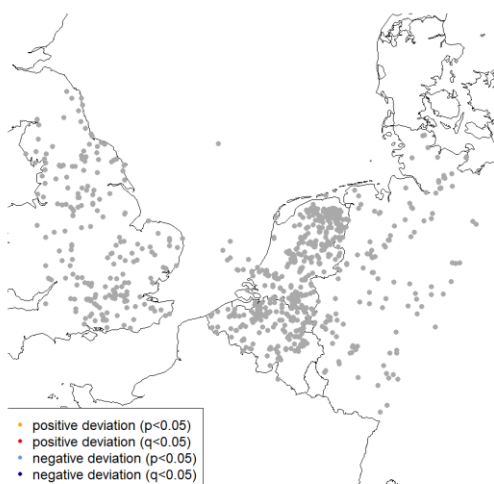 positive deviation (p<0.05)
positive deviation (q<0.05)
negative deviation (p<0.05)
negative deviation (q<0.05)